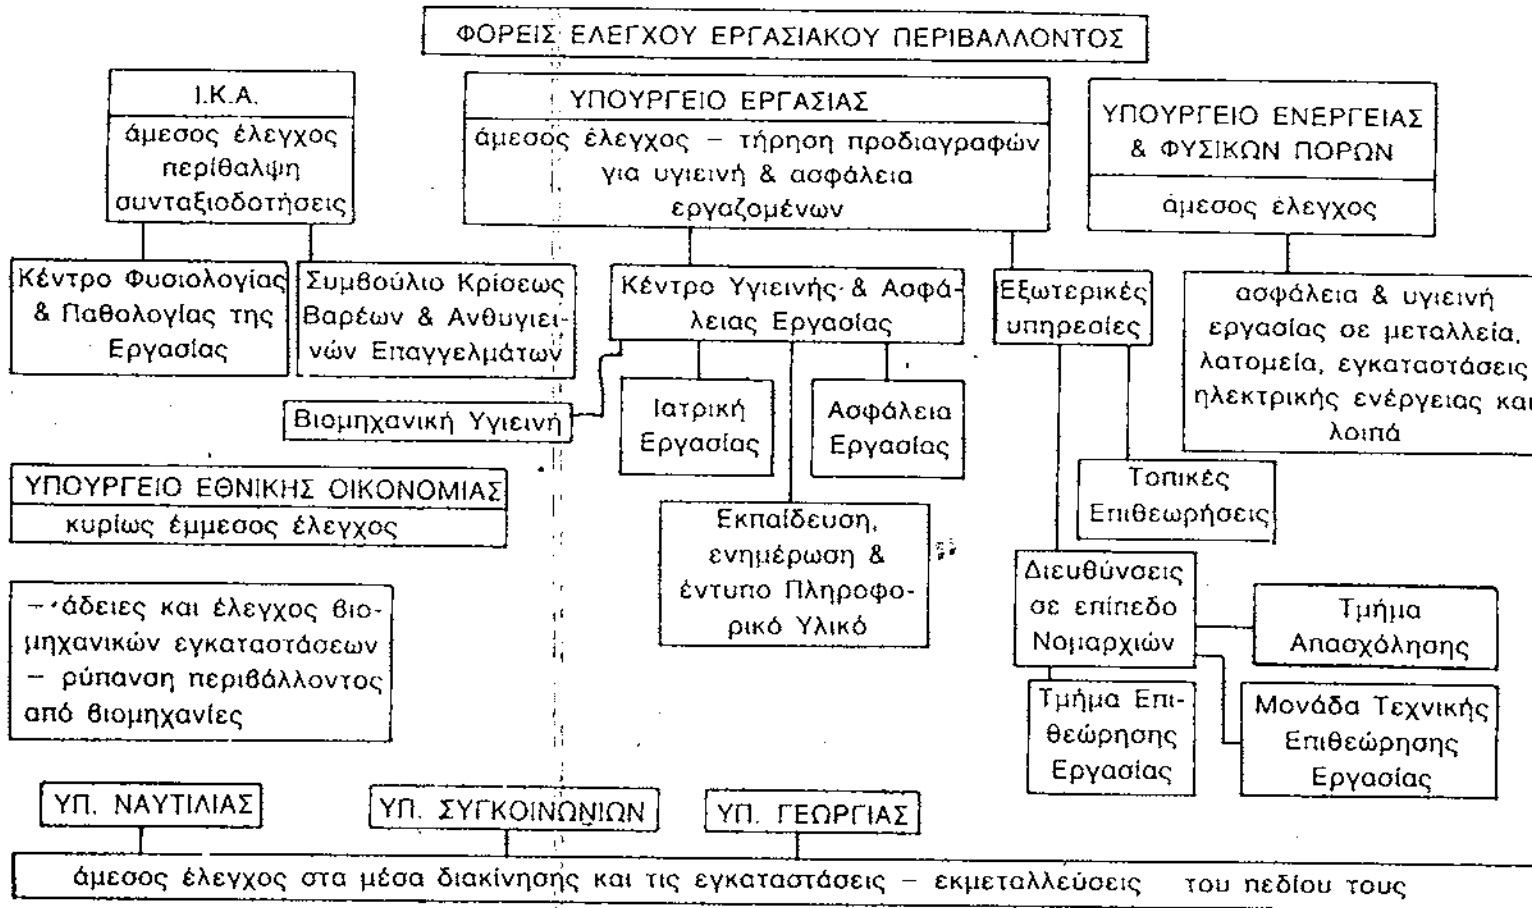 ΦΟΡΕΙΣ ΕΛΕΓΧΟΥ ΕΡΓΑΣΙΑΚΟΥ ΠΕΡΙΒΑΛΛΟΝΤΟΣ
Ι.Κ.Α.
άμεσος έλεγχος
περίθαλψη
συνταξιοδοτήσεις
Κέντρο Φυσιολογίας
& Παθολογίας της
Εργασίας
Συμβούλιο Κρίσεως
Βαρέων & Ανθυγιει-
νών Επαγγελμάτων
ΥΠΟΥΡΓΕΙΟ ΕΡΓΑΣΙΑΣ
άμεσος έλεγχος – τήρηση προδιαγραφών
για υγιεινή & ασφάλεια
εργαζομένων
Κέντρο Υγιεινής & Ασφά-
λειας Εργασίας
Βιομηχανική Υγιεινή
Ιατρική
Εργασίας
Ασφάλεια
Εργασίας
Εκπαίδευση,
ενημέρωση &
έντυπο Πληροφο-
ρικό Υλικό
Εξωτερικές
υπηρεσίες
Τοπικές
Επιθεωρήσεις
Διευθύνσεις
σε επίπεδο
Νομαρχιών
Τμήμα
Απασχόλησης
Τμήμα Επι-
θεώρησης
Εργασίας
Μονάδα Τεχνικής
Επιθεώρησης
Εργασίας
ΥΠΟΥΡΓΕΙΟ ΕΝΕΡΓΕΙΑΣ
& ΦΥΣΙΚΩΝ ΠΟΡΩΝ
άμεσος έλεγχος
ασφάλεια & υγιεινή
εργασίας σε μεταλλεία,
λατομεία, εγκαταστάσεις
ηλεκτρικής ενέργειας και
λοιπά
ΥΠΟΥΡΓΕΙΟ ΕΘΝΙΚΗΣ ΟΙΚΟΝΟΜΙΑΣ
κυρίως έμμεσος έλεγχος
– άδειες και έλεγχος βιο-
μηχανικών εγκαταστάσεων
– ρύπανση περιβάλλοντος
από βιομηχανίες
ΥΠ. ΝΑΥΤΙΛΙΑΣ
ΥΠ. ΣΥΓΚΟΙΝΩΝΙΩΝ
ΥΠ. ΓΕΩΡΓΙΑΣ
άμεσος έλεγχος στα μέσα διακίνησης και τις εγκαταστάσεις – εκμεταλλεύσεις του πεδίου τους